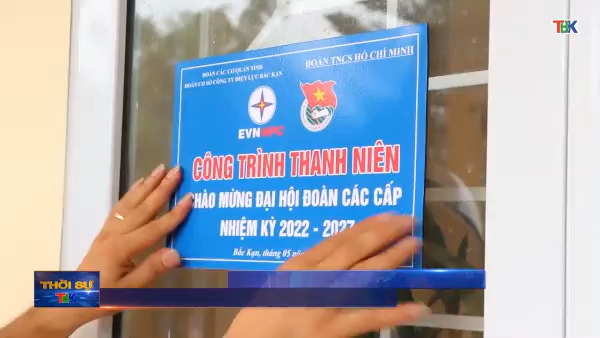 TBK
ĐOÀN CÁC CƠ QUAN TỈNH
ĐOÀN CƠ SỞ CÔNG TY ĐIỆN LỰC BẮC KẠN
ĐOÀN TNCS HỒ CHÍ MINH
EVNNPC
CÔNG TRÌNH THANH NIÊN
CHÀO MỪNG ĐẠI HỘI ĐOÀN CÁC CẤP
NHIỆM KỲ 2022 - 2027
Bắc Kạn, tháng 05
THỜI SỰ
TBK